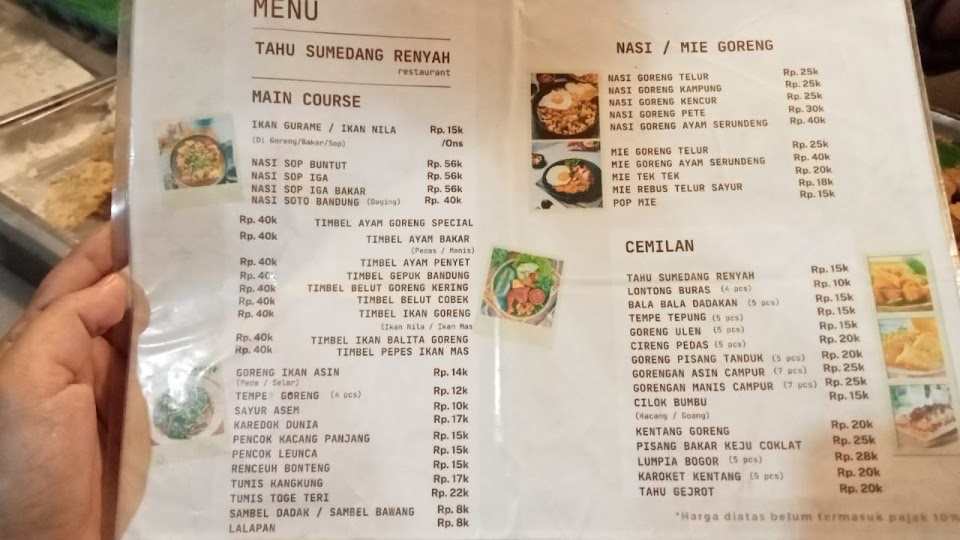 MENU
TAHU SUMEDANG RENYAH
restaurant
MAIN COURSE
IKAN GURAME / IKAN NILA Rp. 15k
(Di Goreng/Bakar/Sop) /Ons
NASI SOP BUNTUT Rp. 56k
NASI SOP IGA Rp. 56k
NASI SOP IGA BAKAR Rp. 56k
NASI SOTO BANDUNG (Daging) Rp. 40k
Rp. 40k TIMBEL AYAM GORENG SPECIAL
Rp. 40k TIMBEL AYAM BAKAR
(Pedas / Manis)
Rp. 40k TIMBEL AYAM PENYET
Rp. 40k TIMBEL GEPUK BANDUNG
Rp. 40k TIMBEL BELUT GORENG KERING
Rp. 40k TIMBEL BELUT COBEK
Rp. 40k TIMBEL IKAN GORENG
(Ikan Nila / Ikan Mas
Rp. 40k TIMBEL IKAN BALITA GORENG
Rp. 40k TIMBEL PEPES IKAN MAS
GORENG IKAN ASIN Rp. 14k
(Peda / Selar)
TEMPE GORENG (4 pcs) Rp. 12k
SAYUR ASEM Rp. 10k
KAREDOK DUNIA Rp. 17k
PENCOK KACANG PANJANG Rp. 15k
PENCOK LEUNCA Rp. 15k
RENCEUH BONTENG Rp. 15k
TUMIS KANGKUNG Rp. 17k
TUMIS TOGE TERI Rp. 22k
SAMBEL DADAK / SAMBEL BAWANG Rp. 8k
LALAPAN Rp. 8k
NASI / MIE GORENG
NASI GORENG TELUR Rp. 25k
NASI GORENG KAMPUNG Rp. 25k
NASI GORENG KENCUR Rp. 25k
NASI GORENG PETE Rp. 30k
NASI GORENG AYAM SERUNDENG Rp. 40k
MIE GORENG TELUR Rp. 25k
MIE GORENG AYAM SERUNDENG Rp. 40k
MIE TEK TEK Rp. 20k
MIE REBUS TELUR SAYUR Rp. 18k
POP MIE Rp. 15k
CEMILAN
TAHU SUMEDANG RENYAH Rp. 15k
LONTONG BURAS (4 pcs) Rp. 10k
BALA BALA DADAKAN (5 pcs) Rp. 15k
TEMPE TEPUNG (5 pcs) Rp. 15k
GORENG ULEN (5 pcs) Rp. 15k
CIRENG PEDAS (5 pcs) Rp. 20k
GORENG PISANG TANDUK (5 pcs) Rp. 20k
GORENGAN ASIN CAMPUR (7 pcs) Rp. 25k
GORENGAN MANIS CAMPUR (7 pcs) Rp. 25k
CILOK BUMBU Rp. 15k
(Kacang / Goang)
KENTANG GORENG Rp. 20k
PISANG BAKAR KEJU COKLAT Rp. 25k
LUMPIA BOGOR (5 pcs) Rp. 28k
KAROKET KENTANG (5 pcs) Rp. 20k
TAHU GEJROT Rp. 20k
*Harga diatas belum termasuk pajak 10%